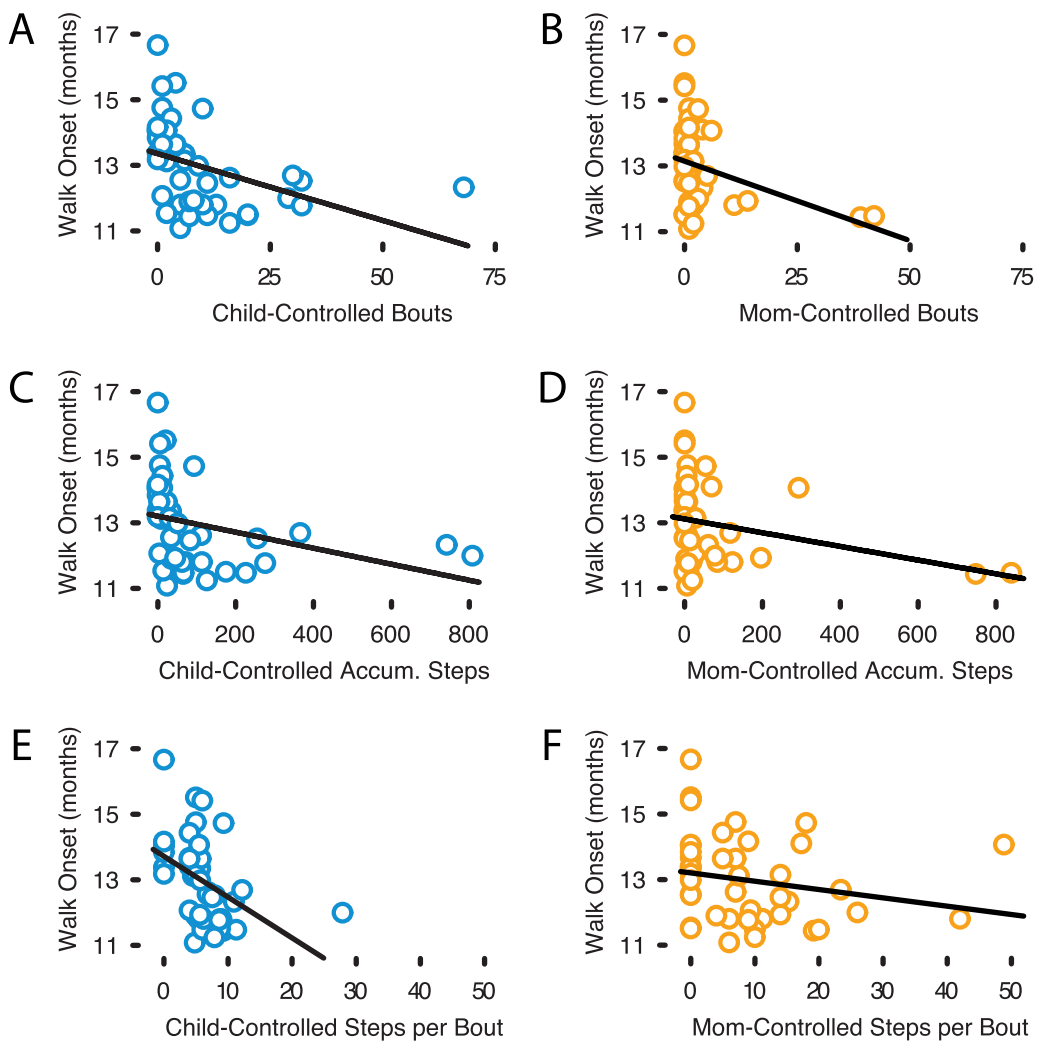 A
Walk Onset (months)
17
15
13
11
0 25 50 75
Child-Controlled Bouts
B
Walk Onset (months)
17
15
13
11
0 25 50 75
Mom-Controlled Bouts
C
Walk Onset (months)
17
15
13
11
0 200 400 600 800
Child-Controlled Accum. Steps
D
Walk Onset (months)
17
15
13
11
0 200 400 600 800
Mom-Controlled Accum. Steps
E
Walk Onset (months)
17
15
13
11
0 10 20 30 40 50
Child-Controlled Steps per Bout
F
Walk Onset (months)
17
15
13
11
0 10 20 30 40 50
Mom-Controlled Steps per Bout